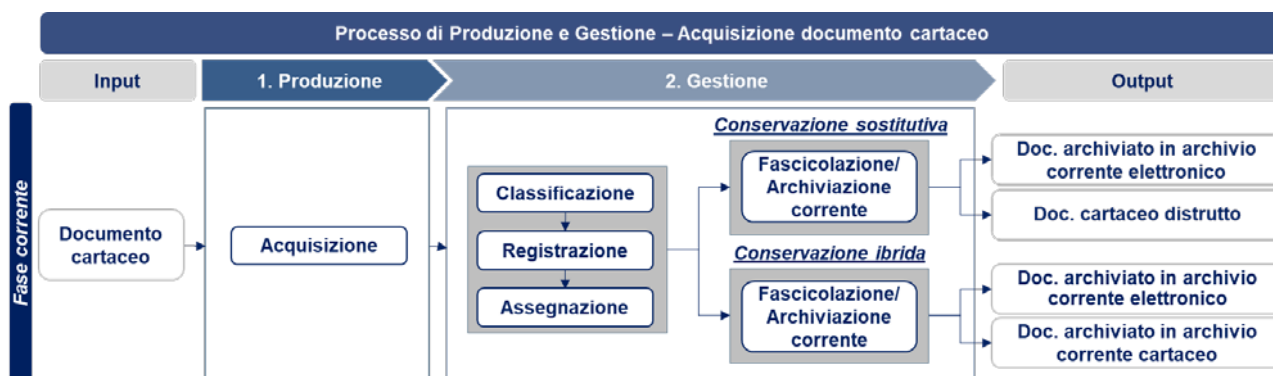 Processo di Produzione e Gestione – Acquisizione documento cartaceo
Input
1. Produzione
2. Gestione
Output
Fase corrente
Documento
cartaceo
Acquisizione
Classificazione
Registrazione
Assegnazione
Conservazione sostitutiva
Fascicolazione/
Archiviazione
corrente
Conservazione ibrida
Fascicolazione/
Archiviazione
corrente
Doc. archiviato in archivio
corrente elettronico
Doc. cartaceo distrutto
Doc. archiviato in archivio
corrente elettronico
Doc. archiviato in archivio
corrente cartaceo